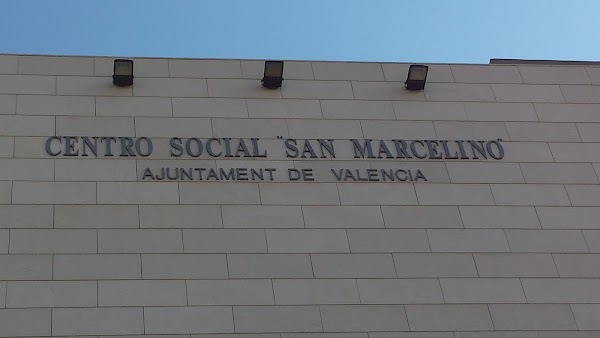 CENTRO SOCIAL "SAN MARCELINO"
AJUNTAMENT DE VALENCIA